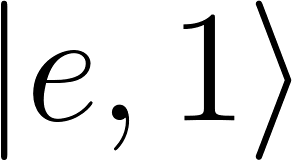 |e, 1⟩